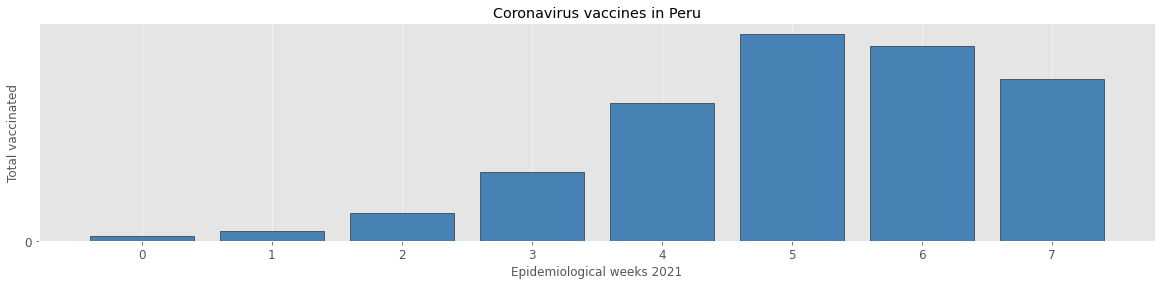 Coronavirus vaccines in Peru
Total vaccinated
0
0 1 2 3 4 5 6 7
Epidemiological weeks 2021